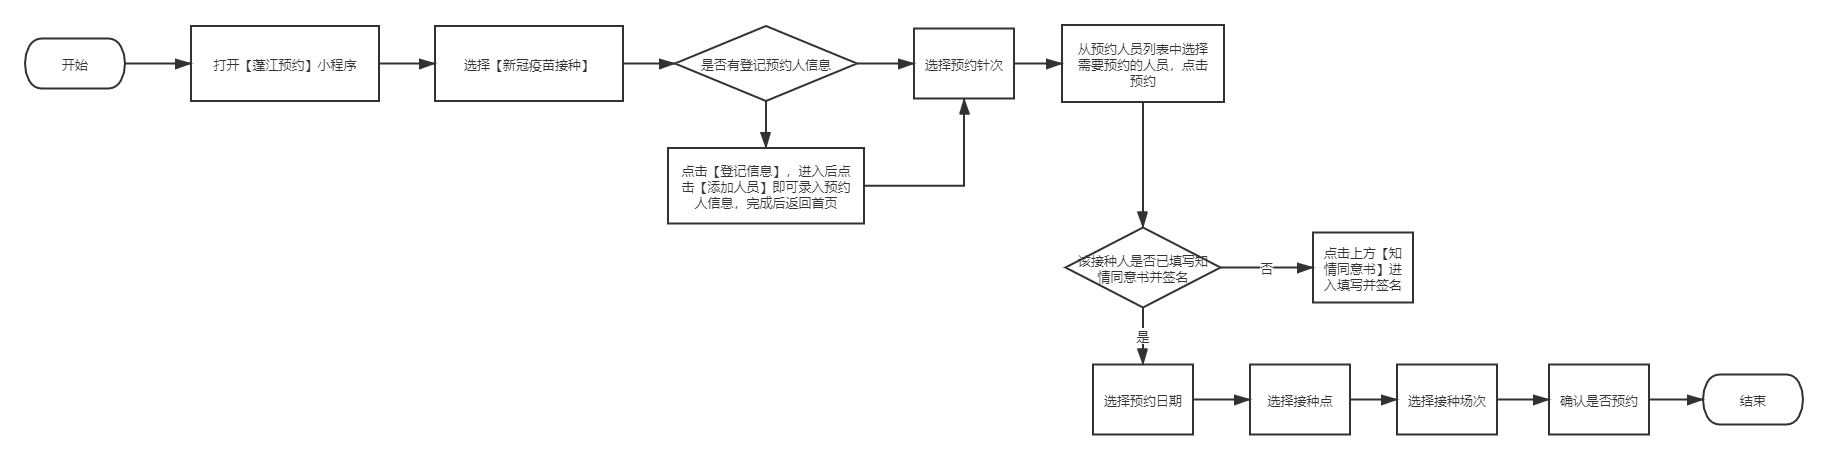 开始
打开【蓬江预约】小程序
选择【新冠疫苗接种】
是否有登记预约人信息
选择预约针次
从预约人员列表中选择
需要预约的人员，点击
预约
点击【登记信息】，进入后点
击【添加人员】即可录入预约
人信息，完成后返回首页
该接种人是否已填写知
情同意书并签名
否
点击上方【知
情同意书】进
入填写并签名
是
选择预约日期
选择接种点
选择接种场次
确认是否预约
结束